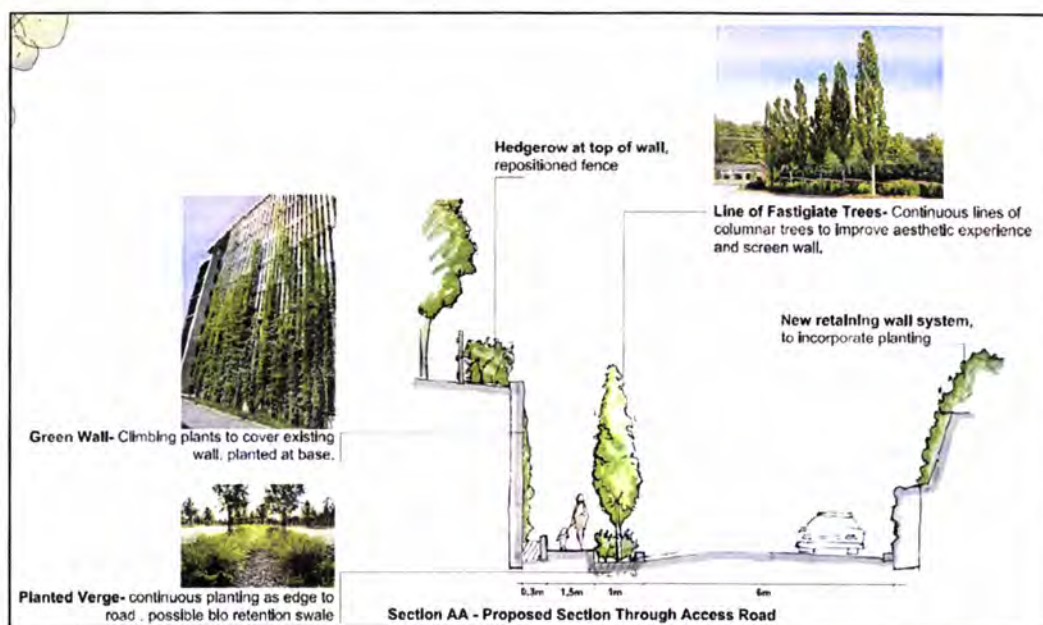 Hedgerow at top of wall,
repositioned fence
Line of Fastigiate Trees- Continuous lines of
columnar trees to improve aesthetic experience
and screen wall.
New retaining wall system,
to incorporate planting
Green Wall- Climbing plants to cover existing
wall, planted at base.
Planted Verge- continuous planting as edge to
road , possible bio retention swale
0.3m 1.5m 1m 6m
Section AA - Proposed Section Through Access Road